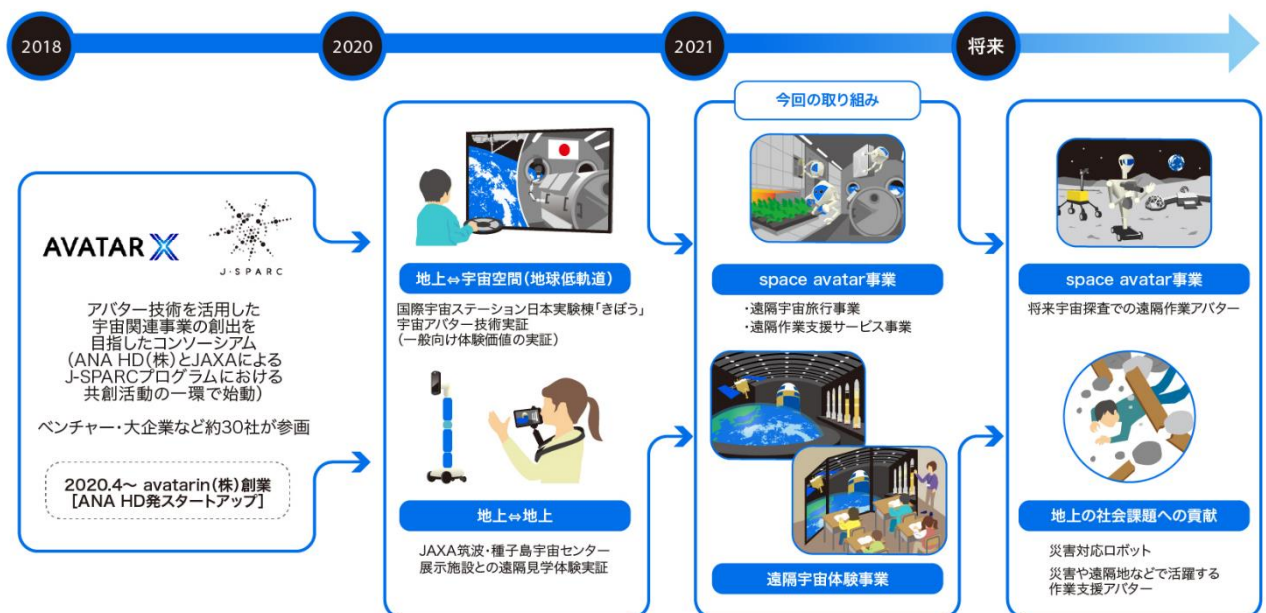 2018
2020
2021
将来
AVATAR X
J-SPARC
アバター技術を活用した
宇宙関連事業の創出を
目指したコンソーシアム
(ANA HD(株)とJAXAによる
J-SPARCプログラムにおける
共創活動の一環で始動)
ベンチャー・大企業など約30社が参画
2020.4〜 avatarin(株)創業
[ANA HD発スタートアップ]
地上⇔宇宙空間(地球低軌道)
国際宇宙ステーション日本実験棟「きぼう」
宇宙アバター技術実証
(一般向け体験価値の実証)
地上⇔地上
JAXA筑波・種子島宇宙センター
展示施設との遠隔見学体験実証
今回の取り組み
space avatar事業
・遠隔宇宙旅行事業
・遠隔作業支援サービス事業
遠隔宇宙体験事業
space avatar事業
将来宇宙探査での遠隔作業アバター
地上の社会課題への貢献
災害対応ロボット
災害や遠隔地などで活躍する
作業支援アバター